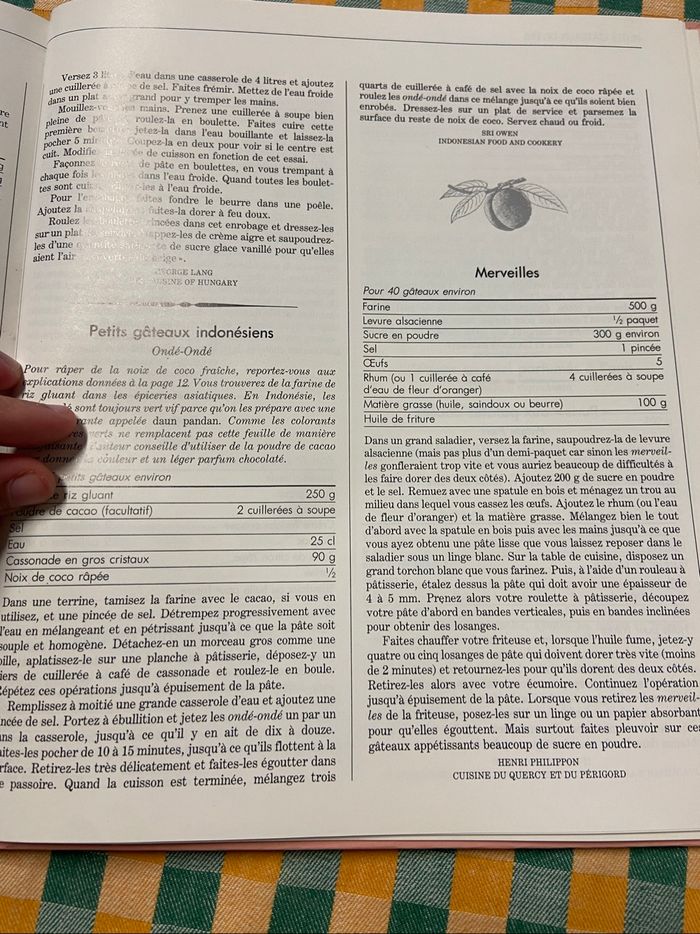 Versez 3 d'eau dans une casserole de 4 litres et ajoutez
une cuillerée à de sel. Faites frémir. Mettez de l'eau froide
dans un plat grand pour y tremper les mains.
Mouillez- mains. Prenez une cuillère à soupe bien
pleine de roulez-la en boulette. Faites cuire cette
première jetez-la dans l'eau bouillante et laissez-la
pocher 5 Coupez-la en deux pour voir si le centre est
cuit. de cuisson en fonction de cet essai.
Façonnez de pâte en boulettes, en vous trempant à
chaque fois dans l'eau froide. Quand toutes les boulet-
tes sont à l'eau froide.
Pour faites fondre le beurre dans une poêle.
Ajoutez la faites-la dorer à feu doux.
Roulez dans cet enrobage et dressez-les
sur un plat de crème aigre et saupoudrez-
les d'une de sucre glace vanillé pour qu'elles
aient l'air
GEORGE LANG
CUISINE OF HUNGARY
Petits gâteaux indonésiens
Ondé-Ondé
Pour râper de la noix de coco fraîche, reportez-vous aux
explications données à la page 12. Vous trouverez de la farine de
riz gluant dans les épiceries asiatiques. En Indonésie, les
sont toujours vert vif parce qu'on les prépare avec une
appelée daun pandan. Comme les colorants
verts ne remplacent pas cette feuille de manière
l'auteur conseille d'utiliser de la poudre de cacao
donne la couleur et un léger parfum chocolaté.
petits gâteaux environ
riz gluant 250 g
de cacao (facultatif) 2 cuillerées à soupe
Sel
Eau 25 cl
Cassonade en gros cristaux 90 g
Noix de coco râpée ½
Dans une terrine, tamisez la farine avec le cacao, si vous en
utilisez, et une pincée de sel. Détrempez progressivement avec
l'eau en mélangeant et en pétrissant jusqu'à ce que la pâte soit
souple et homogène. Détachez-en un morceau gros comme une
bille, aplatissez-le sur une planche à pâtisserie, déposez-y un
tiers de cuillerée à café de cassonade et roulez-le en boule.
Répétez ces opérations jusqu'à épuisement de la pâte.
Remplissez à moitié une grande casserole d'eau et ajoutez une
pincée de sel. Portez à ébullition et jetez les ondé-ondé un par un
dans la casserole, jusqu'à ce qu'il y en ait de dix à douze.
Faites-les pocher de 10 à 15 minutes, jusqu'à ce qu'ils flottent à la
surface. Retirez-les très délicatement et faites-les égoutter dans
une passoire. Quand la cuisson est terminée, mélangez trois
quarts de cuillerée à café de sel avec la noix de coco râpée et
roulez les ondé-ondé dans ce mélange jusqu'à ce qu'ils soient bien
enrobés. Dressez-les sur un plat de service et parsemez la
surface du reste de noix de coco. Servez chaud ou froid.
SRI OWEN
INDONESIAN FOOD AND COOKERY
Merveilles
Pour 40 gâteaux environ
Farine 500 g
Levure alsacienne ½ paquet
Sucre en poudre 300 g environ
Sel 1 pincée
Œufs 5
Rhum (ou 1 cuillerée à café 4 cuillerées à soupe
d'eau de fleur d'oranger)
Matière grasse (huile, saindoux ou beurre) 100 g
Huile de friture
Dans un grand saladier, versez la farine, saupoudrez-la de levure
alsacienne (mais pas plus d'un demi-paquet car sinon les merveil-
les gonfleraient trop vite et vous auriez beaucoup de difficultés à
les faire dorer des deux côtés). Ajoutez 200 g de sucre en poudre
et le sel. Remuez avec une spatule en bois et ménagez un trou au
milieu dans lequel vous cassez les œufs. Ajoutez le rhum (ou l'eau
de fleur d'oranger) et la matière grasse. Mélangez bien le tout
d'abord avec la spatule en bois puis avec les mains jusqu'à ce que
vous ayez obtenu une pâte lisse que vous laissez reposer dans le
saladier sous un linge blanc. Sur la table de cuisine, disposez un
grand torchon blanc que vous farinez. Puis, à l'aide d'un rouleau à
pâtisserie, étalez dessus la pâte qui doit avoir une épaisseur de
4 à 5 mm. Prenez alors votre roulette à pâtisserie, découpez
votre pâte d'abord en bandes verticales, puis en bandes inclinées
pour obtenir des losanges.
Faites chauffer votre friteuse et, lorsque l'huile fume, jetez-y
quatre ou cinq losanges de pâte qui doivent dorer très vite (moins
de 2 minutes) et retournez-les pour qu'ils dorent des deux côtés.
Retirez-les alors avec votre écumoire. Continuez l'opération
jusqu'à épuisement de la pâte. Lorsque vous retirez les merveil-
les de la friteuse, posez-les sur un linge ou un papier absorbant
pour qu'elles égouttent. Mais surtout faites pleuvoir sur ces
gâteaux appétissants beaucoup de sucre en poudre.
HENRI PHILIPPON
CUISINE DU QUERCY ET DU PÉRIGORD